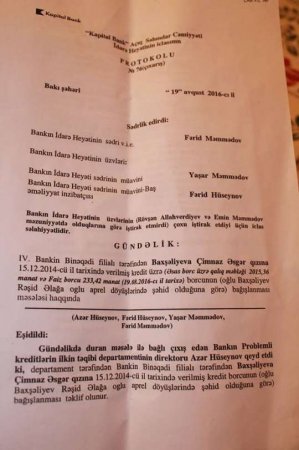 Kapital Bank
"Kapital Bank" Açıq Səhmdar Cəmiyyəti
İdarə Heyətinin iclasının
PROTOKOLU
Bakı şəhəri
"19" avqust 2016-cı il
Sədrlik edirdi:
Bankın İdarə Heyətinin sədri v.i.e.
Fərid Məmmədov
Bankın İdarə Heyətinin üzvləri:
Bankın İdarə Heyəti sədrinin müavini
Yaşar Məmmədov
Bankın İdarə Heyəti sədrinin müavini-Baş
Fərid Hüseynov
əməliyyat inzibatçısı
Bankın İdarə Heyətinin üzvlərinin (Rövşən Allahverdiyev və Emin Məmmədov
məzuniyyətdə olduqlarına görə iştirak etmirdi) çoxu iştirak etdiyi üçün iclas
səlahiyyətlidir.
GÜNDƏLİK:
IV. Bankın Binəqədi filialı tərəfindən Baxşəliyeva Çimnaz Əsgər qızına
15.12.2014-cü il tarixində verilmiş kredit üzrə (Əsas borc üzrə qalıq məbləği 2015,36
manat və Faiz borcu 233,42 manat (19.08.2016-cı il tarixə) borcunun (oğlu Baxşəliyev
Rəşid Ələğa oğlu aprel döyüşlərində şəhid olduğuna görə) bağışlanması
məsələsi haqqında
(Azər Hüseynov, Fərid Hüseynov, Yaşar Məmmədov,
Fərid Məmmədov)
Eşidildi:
Gündəlikdə duran məsələ ilə bağlı çıxış edən Bankın Problemli
kreditlərin ilkin təqibi departamentinin direktoru Azər Hüseynov qeyd etdi
ki, departament tərəfindən Bankın Binəqədi filialı tərəfindən Baxşəliyeva
Çimnaz Əsgər qızına 15.12.2014-cü il tarixində verilmiş kredit borcunun (oğlu
Baxşəliyev Rəşid Ələğa oğlu aprel döyüşlərində şəhid olduğuna görə)
bağışlanması təklif olunur.